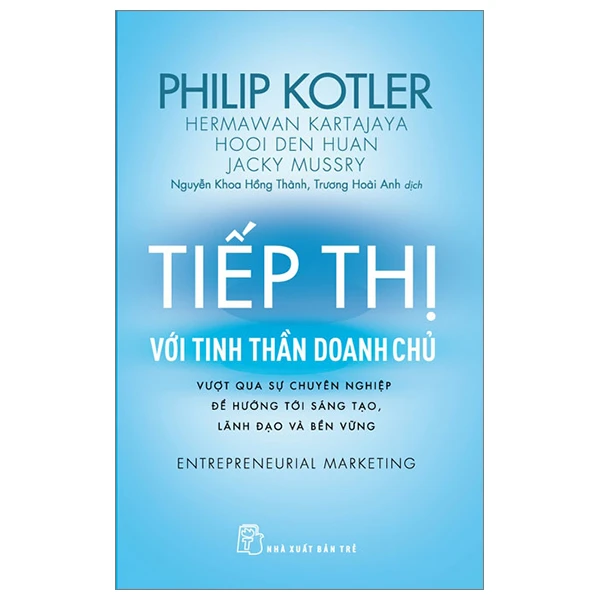 PHILIP KOTLER
HERMAWAN KARTAJAYA
HOOI DEN HUAN
JACKY MUSSRY
Nguyễn Khoa Hồng Thành, Trương Hoài Anh dịch
TIẾP THỊ
VỚI TINH THẦN DOANH CHỦ
VƯỢT QUA SỰ CHUYÊN NGHIỆP
ĐỂ HƯỚNG TỚI SÁNG TẠO,
LÃNH ĐẠO VÀ BỀN VỮNG
ENTREPRENEURIAL MARKETING
NHÀ XUẤT BẢN TRẺ